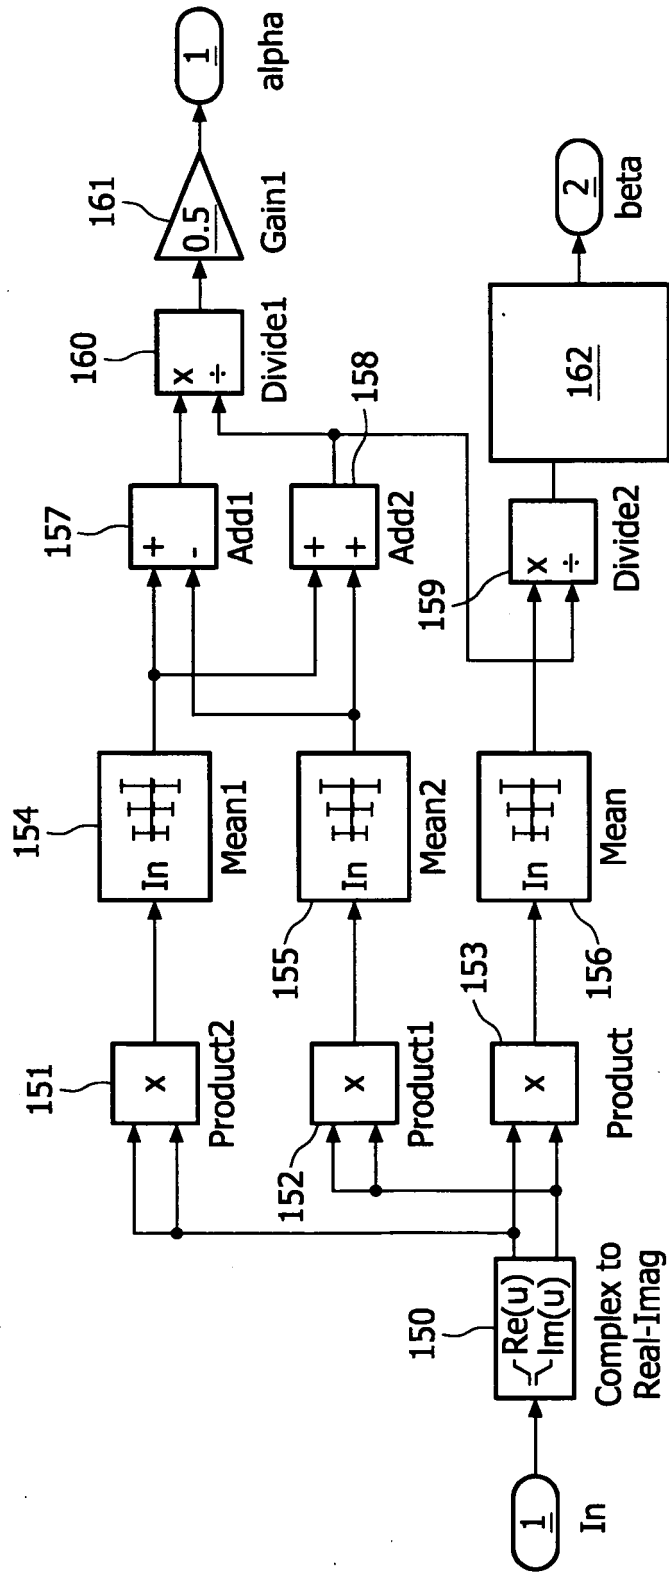 1
In
150
Re(u)
Im(u)
Complex to
Real-Imag
151
x
Product2
152
x
Product1
153
x
Product
154
In
Mean1
155
In
Mean2
156
In
Mean
157
+
-
Add1
158
+
+
Add2
159
x
÷
Divide2
160
x
÷
Divide1
161
0.5
Gain1
162
1
alpha
2
beta